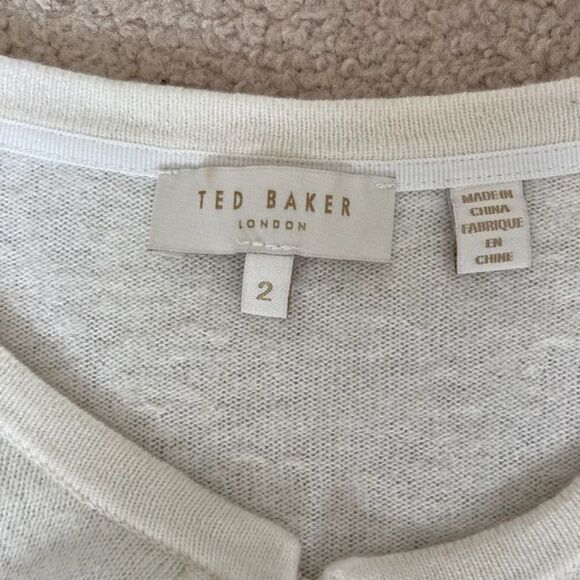 TED BAKER
LONDON
2
MADE IN
CHINA
FABRIQUE
EN
CHINE